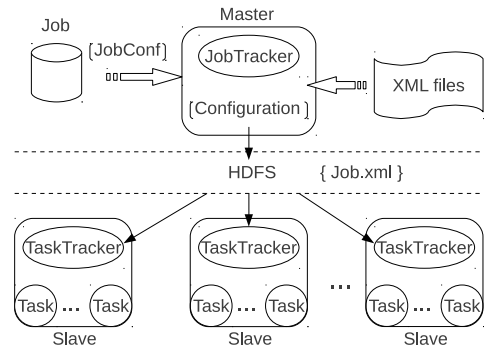 Master
Job
[JobConf]
JobTracker
XML files
[Configuration]
HDFS { Job.xml }
TaskTracker TaskTracker TaskTracker
...
Task ... Task Task ... Task Task ... Task
Slave Slave Slave